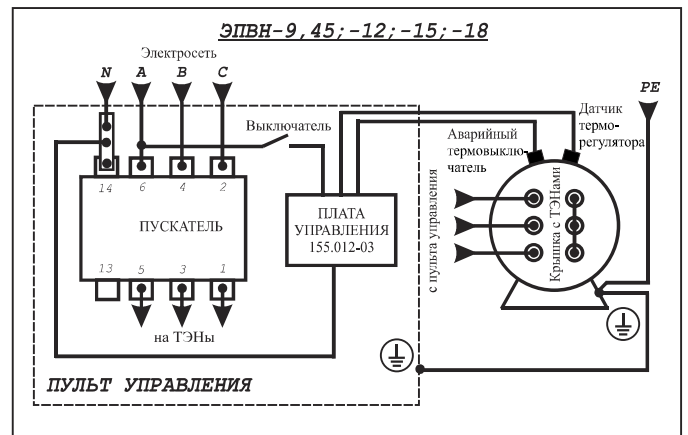 ЭПВН-9,45;-12;-15;-18
Электросеть
N A B C
PE
Выключатель
Датчик
термо-
регулятора
Аварийный
термовыклю-
чатель
14 6 4 2
ПУСКАТЕЛЬ
13 5 3 1
ПЛАТА
УПРАВЛЕНИЯ
155.012-03
с пульта управления
Крышка с ТЭНами
на ТЭНы
ПУЛЬТ УПРАВЛЕНИЯ